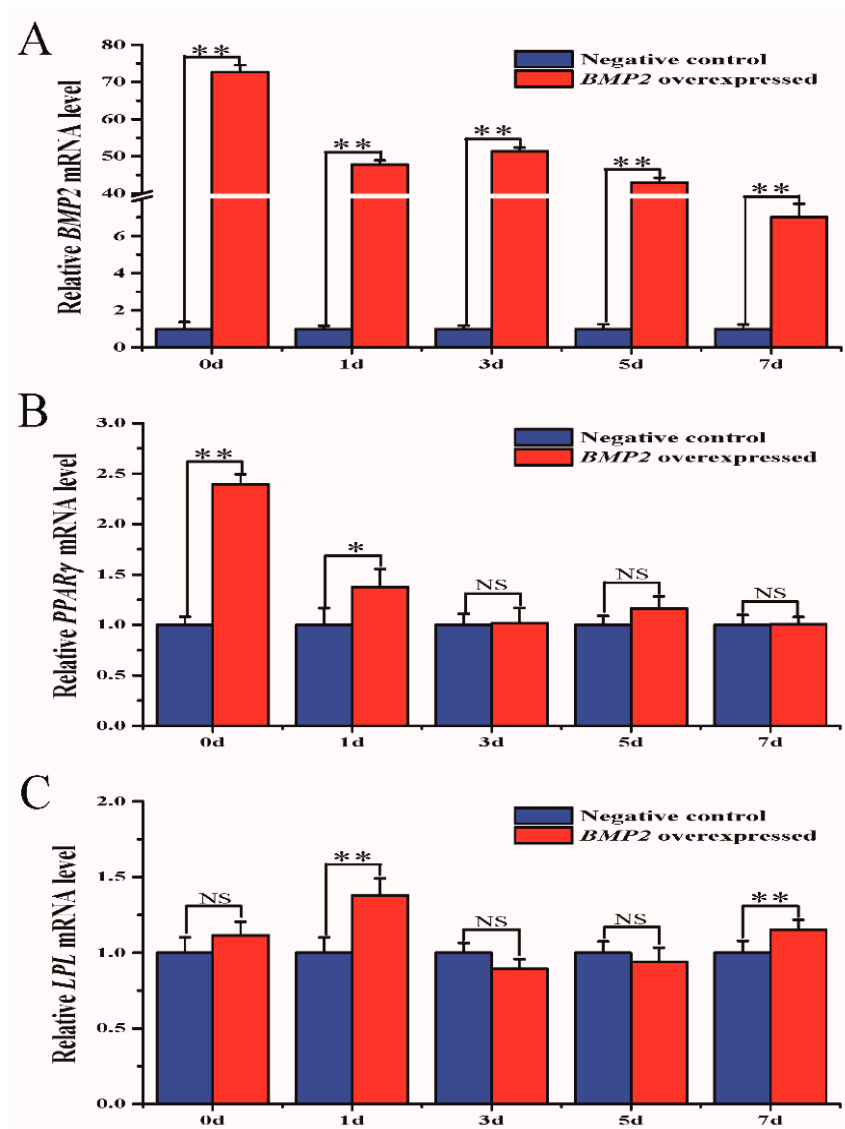 A
Relative BMP2 mRNA level
80
70
60
50
40
6
4
2
0
** ** ** ** **
Negative control
BMP2 overexpressed
0d 1d 3d 5d 7d
B
Relative PPARγ mRNA level
3.0
2.5
2.0
1.5
1.0
0.5
0.0
** * NS NS NS
Negative control
BMP2 overexpressed
0d 1d 3d 5d 7d
C
Relative LPL mRNA level
2.0
1.5
1.0
0.5
0.0
NS ** NS NS **
Negative control
BMP2 overexpressed
0d 1d 3d 5d 7d